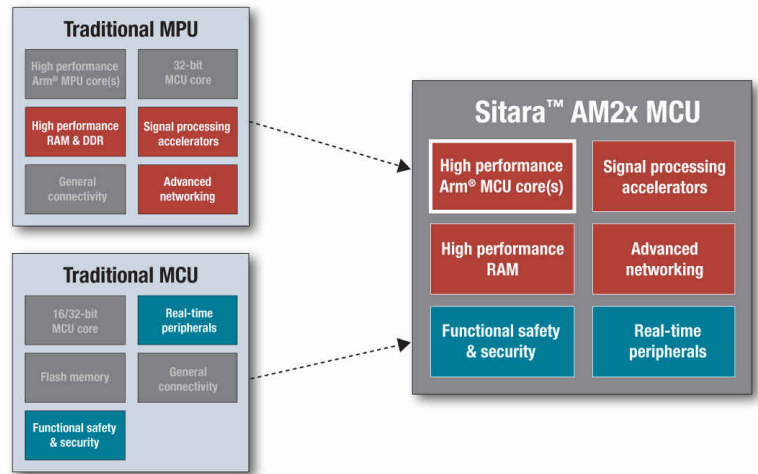 Traditional MPU
High performance
Arm® MPU core(s)
32-bit
MCU core
High performance
RAM & DDR
Signal processing
accelerators
General
connectivity
Advanced
networking
Traditional MCU
16/32-bit
MCU core
Real-time
peripherals
Flash memory
General
connectivity
Functional safety
& security
Sitara™ AM2x MCU
High performance
Arm® MCU core(s)
Signal processing
accelerators
High performance
RAM
Advanced
networking
Functional safety
& security
Real-time
peripherals